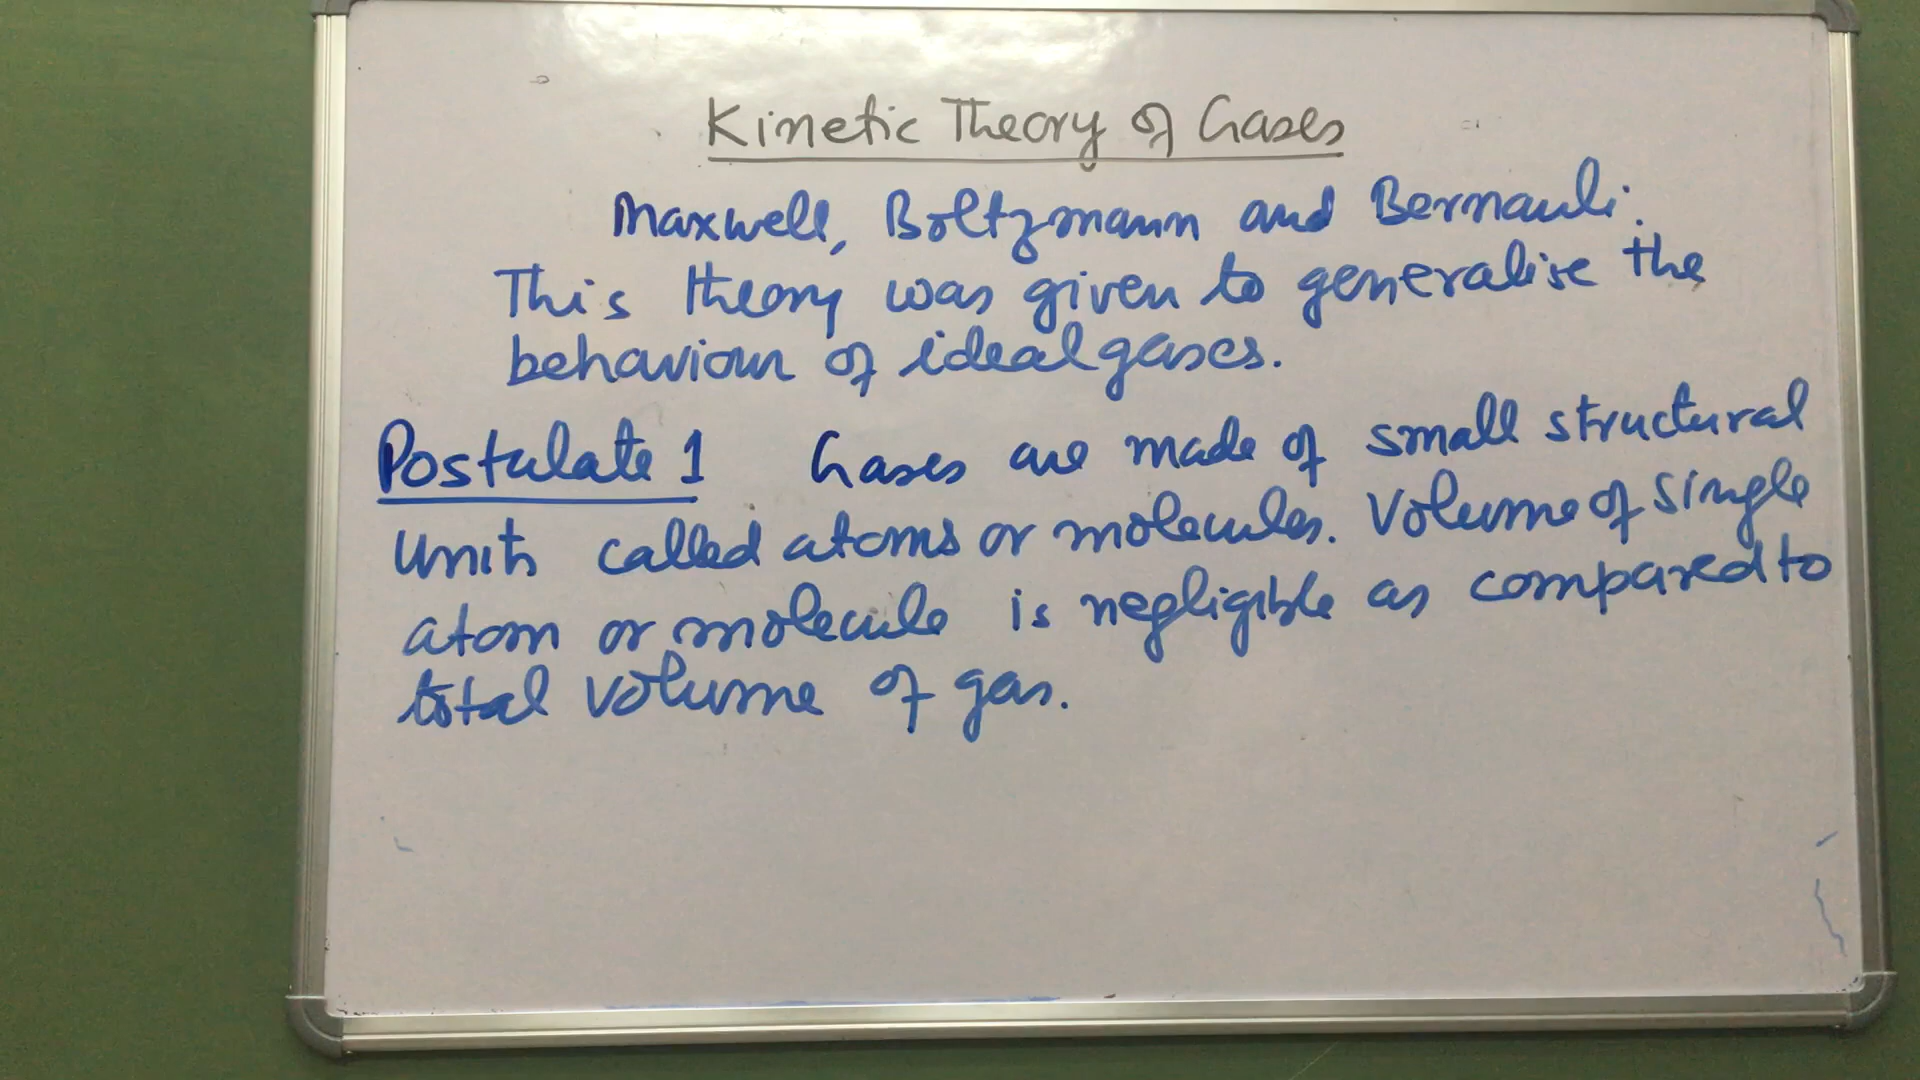 Kinetic Theory of Gases
Maxwell, Boltzmann and Bernauli.
This theory was given to generalise the
behaviour of ideal gases.
Postulate 1 Gases are made of small structural
units called atoms or molecules. Volume of single
atom or molecule is negligible as compared to
total volume of gas.